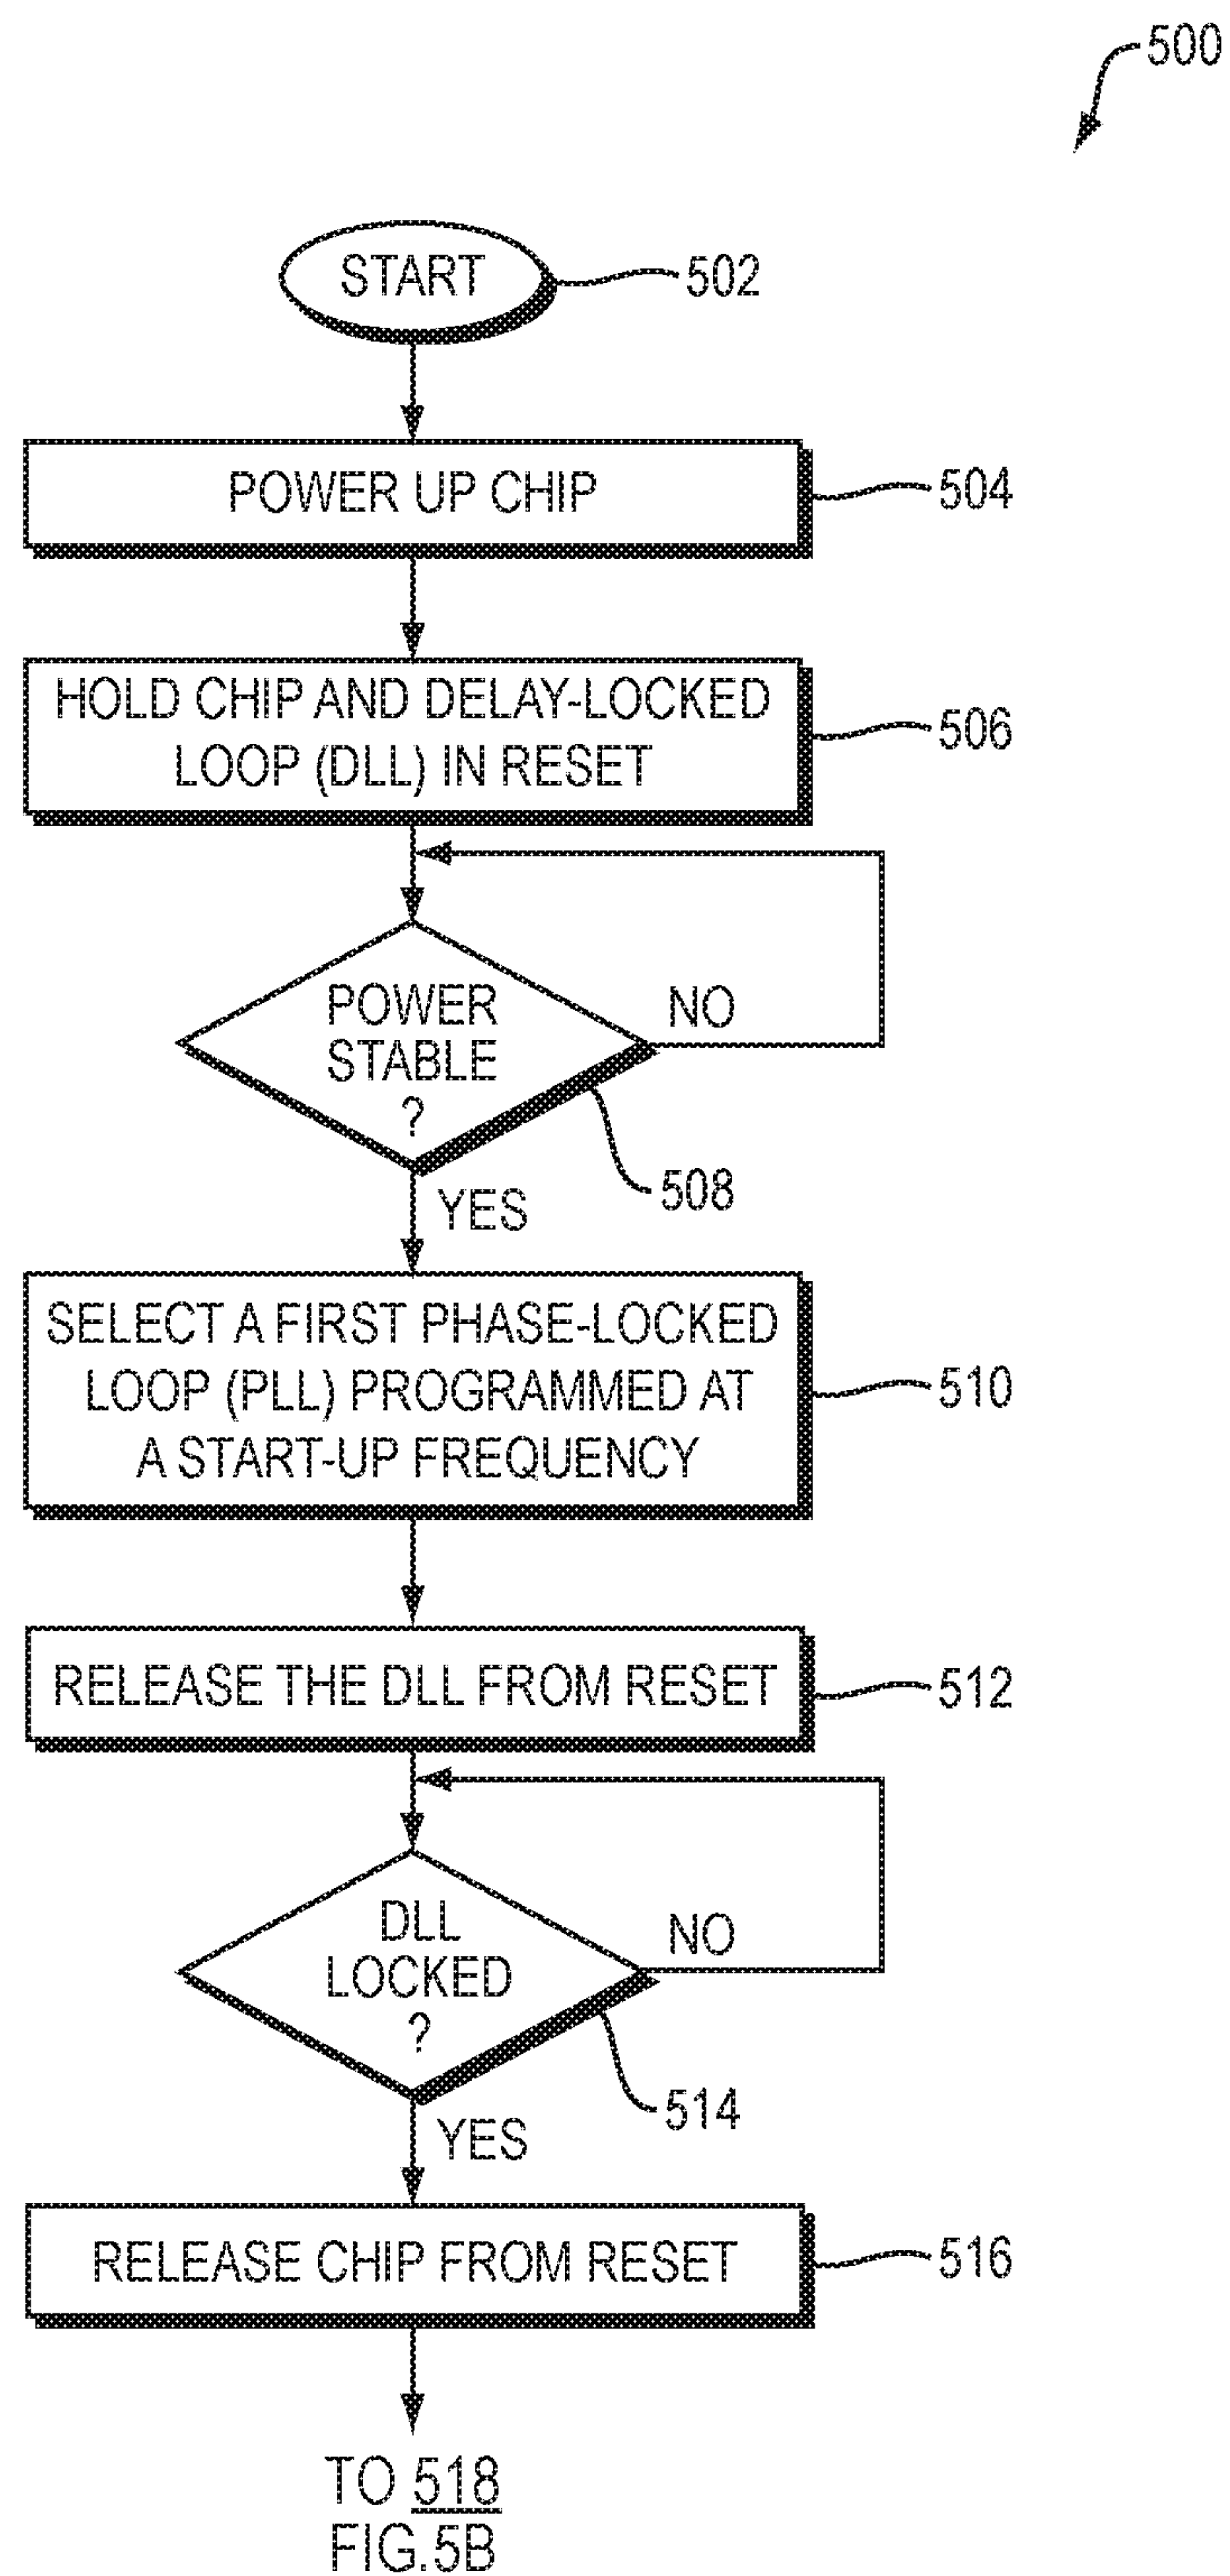 500
START
502
POWER UP CHIP
504
HOLD CHIP AND DELAY-LOCKED
LOOP (DLL) IN RESET
506
POWER
STABLE
?
NO
508
YES
SELECT A FIRST PHASE-LOCKED
LOOP (PLL) PROGRAMMED AT
A START-UP FREQUENCY
510
RELEASE THE DLL FROM RESET
512
DLL
LOCKED
?
NO
514
YES
RELEASE CHIP FROM RESET
516
TO 518
FIG.5B